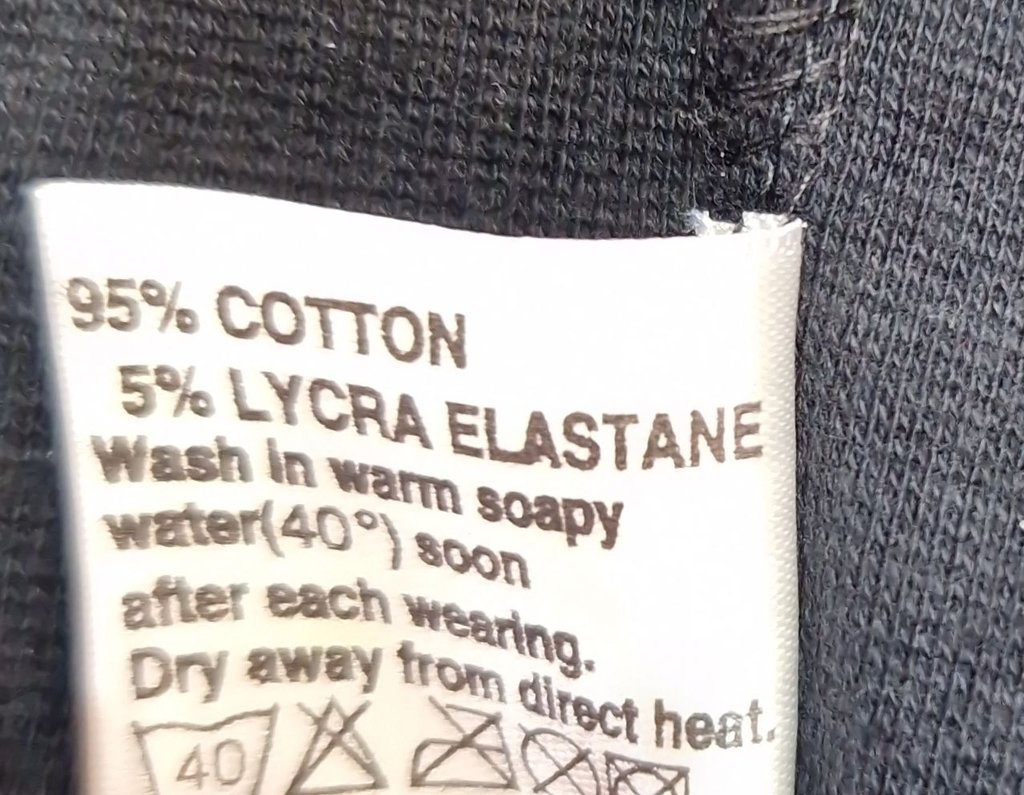 95% COTTON
5% LYCRA ELASTANE
Wash in warm soapy
water(40°) soon
after each wearing.
Dry away from direct heat.
40